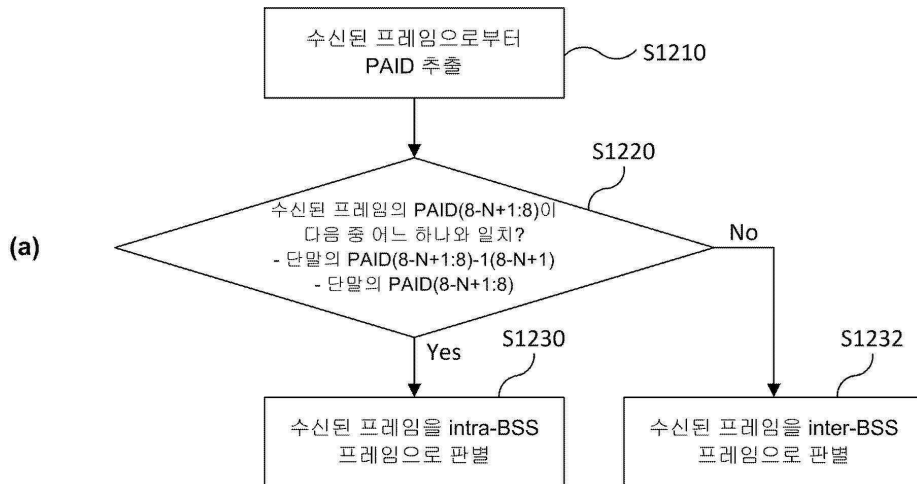 수신된 프레임으로부터
PAID 추출
S1210
S1220
수신된 프레임의 PAID(8-N+1:8)이
다음 중 어느 하나와 일치?
- 단말의 PAID(8-N+1:8)-1(8-N+1)
- 단말의 PAID(8-N+1:8)
(a)
No
Yes
S1230
S1232
수신된 프레임을 intra-BSS
프레임으로 판별
수신된 프레임을 inter-BSS
프레임으로 판별